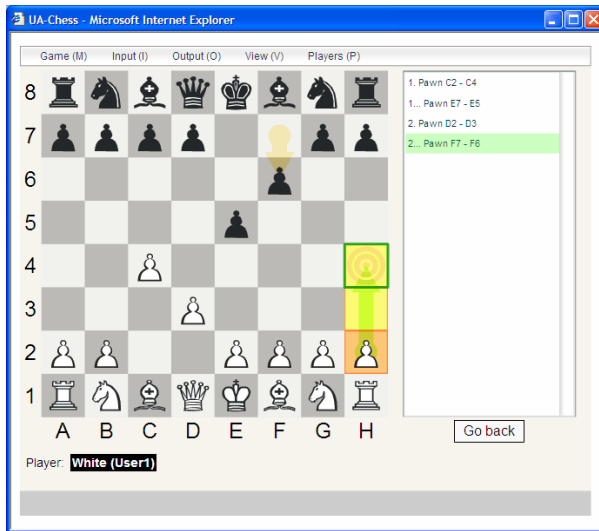 UA-Chess - Microsoft Internet Explorer
Game (M) Input (I) Output (O) View (V) Players (P)
1. Pawn C2 - C4
1... Pawn E7 - E5
2. Pawn D2 - D3
2... Pawn F7 - F6
8
7
6
5
4
3
2
1
A B C D E F G H
Go back
Player: White (User1)